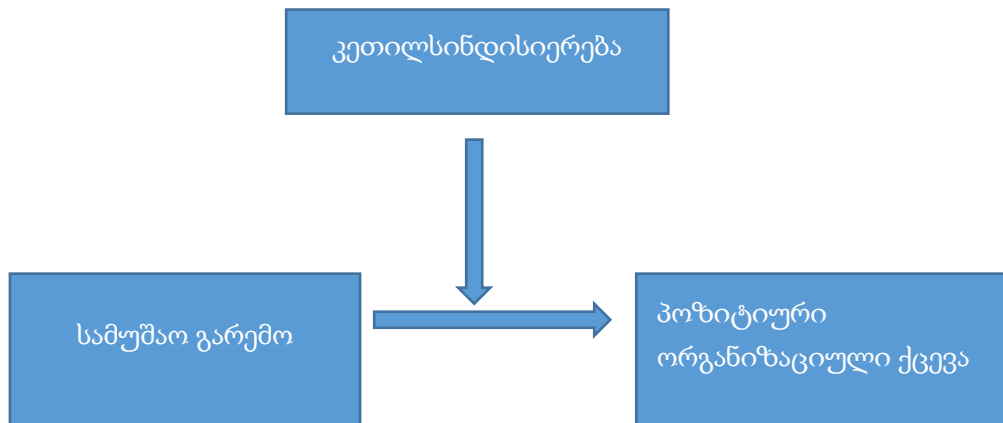 კეთილსინდისიერება
სამუშაო გარემო
პოზიტიური
ორგანიზაციული ქცევა